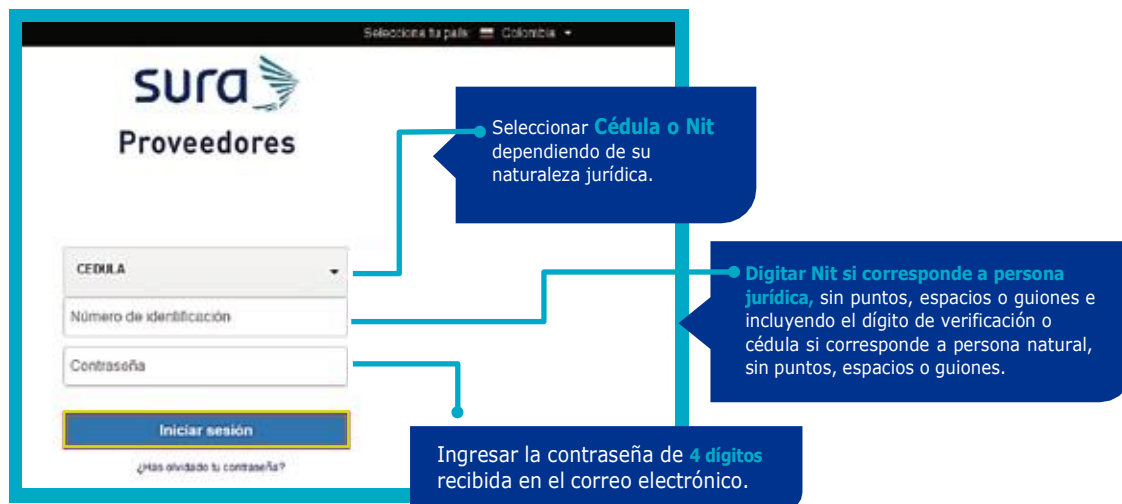 Selecciona tu país: Colombia
sura
Proveedores
Seleccionar Cédula o Nit
dependiendo de su
naturaleza jurídica.
CEDULA
Número de identificación
Contraseña
Iniciar sesión
¿Has olvidado tu contraseña?
Digitar Nit si corresponde a persona
jurídica, sin puntos, espacios o guiones e
incluyendo el dígito de verificación o
cédula si corresponde a persona natural,
sin puntos, espacios o guiones.
Ingresar la contraseña de 4 dígitos
recibida en el correo electrónico.